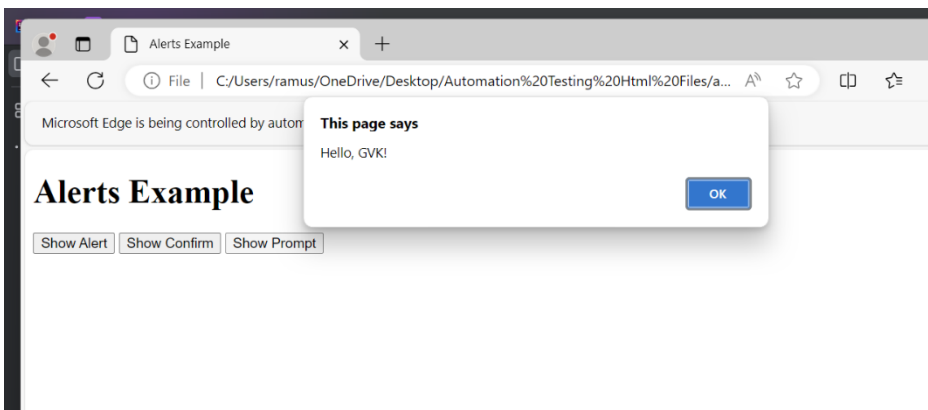 Alerts Example
File | C:/Users/ramus/OneDrive/Desktop/Automation%20Testing%20Html%20Files/a...
Microsoft Edge is being controlled by autom
This page says
Hello, GVK!
OK
Alerts Example
Show Alert Show Confirm Show Prompt